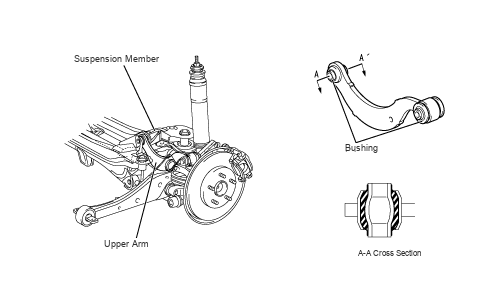 Suspension Member
A
A´
Bushing
Upper Arm
A-A Cross Section